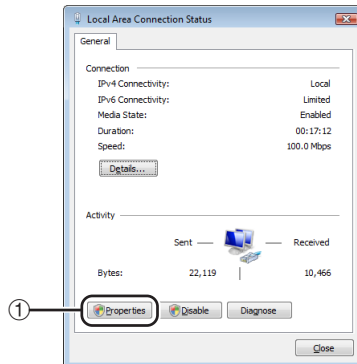 Local Area Connection Status
General
Connection
IPv4 Connectivity: Local
IPv6 Connectivity: Limited
Media State: Enabled
Duration: 00:17:12
Speed: 100.0 Mbps
Details...
Activity
Sent Received
Bytes: 22,119 10,466
① Properties Disable Diagnose
Close